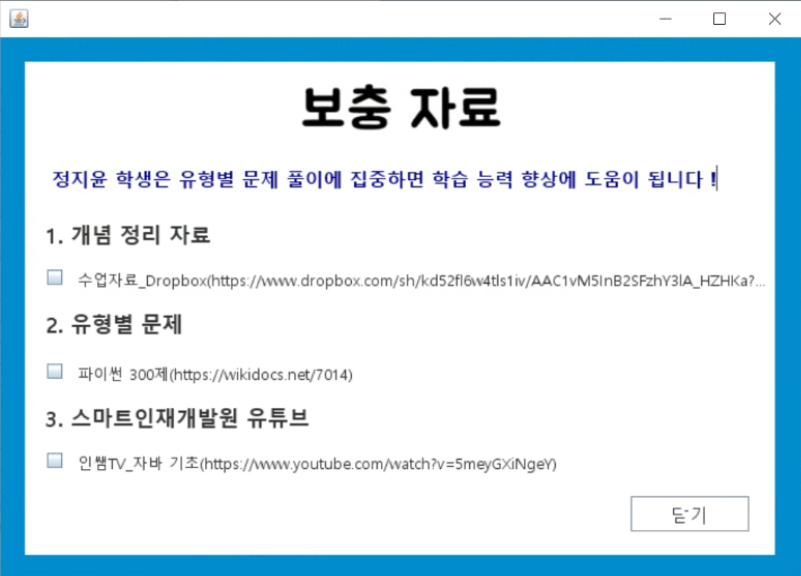 보충 자료
정지윤 학생은 유형별 문제 풀이에 집중하면 학습 능력 향상에 도움이 됩니다 !
1. 개념 정리 자료
수업자료_Dropbox(https://www.dropbox.com/sh/kd52fl6w4tls1iv/AAC1vM5InB2SFzhY3lA_HZHKa?...
2. 유형별 문제
파이썬 300제(https://wikidocs.net/7014)
3. 스마트인재개발원 유튜브
인쌤TV_자바 기초(https://www.youtube.com/watch?v=5meyGXiNgeY)
닫기